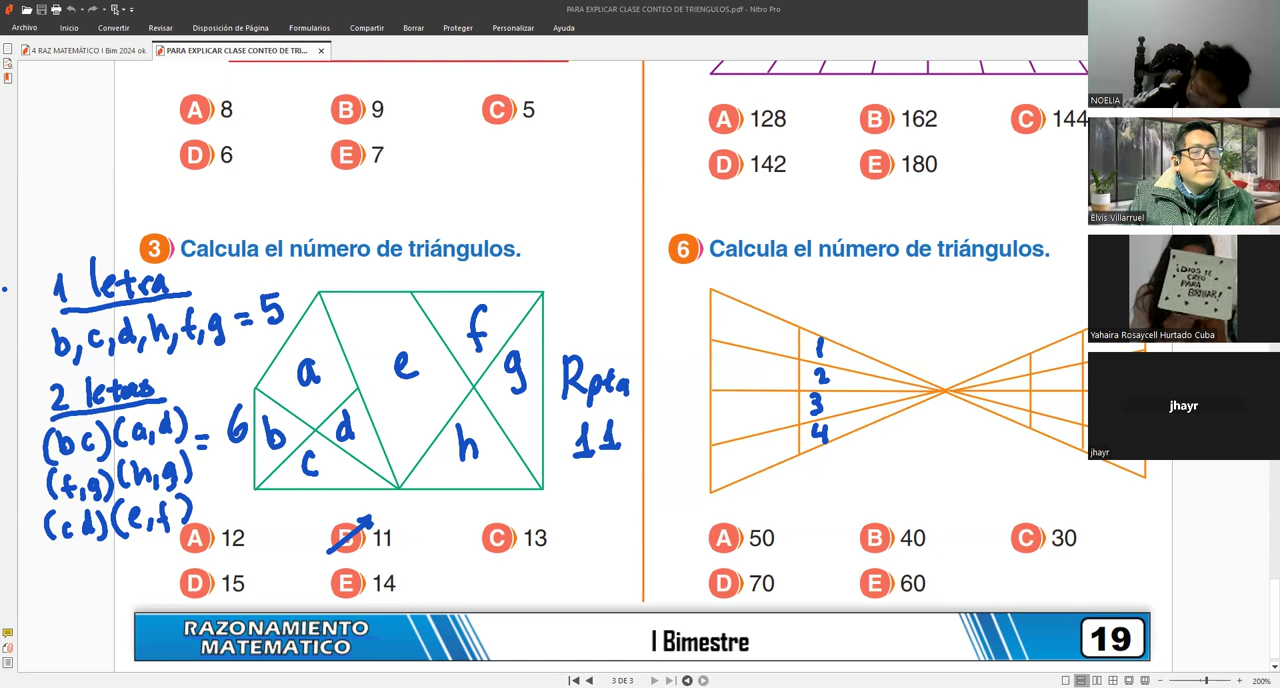 PARA EXPLICAR CLASE CONTEO DE TRIENGULOS.pdf - Nitro Pro
Archivo Inicio Convertir Revisar Disposición de Página Formularios Compartir Árbol Proteger Personalizar Ayuda
4 RAZ MATEMÁTICO I Bim 2024 ok
PARA EXPLICAR CLASE CONTEO DE TRI...
A 8
B 9
C 5
D 6
E 7
A 128
B 162
C 144
D 142
E 180
3 Calcula el número de triángulos.
1 letra
b, c, d, h, f, g = 5
2 letras
(b c) (a, d) = 6
(f, g) (h, g)
(c d) (e, f)
a
b
c
d
e
f
g
h
Rpta
11
A 12
B 11
C 13
D 15
E 14
6 Calcula el número de triángulos.
1
2
3
4
A 50
B 40
C 30
D 70
E 60
RAZONAMIENTO
MATEMATICO
I Bimestre
19
NOELIA
Elvis Villarruel
¡DIOS TE
CREÓ
PARA
BRILLAR!
Yahaira Rosaycell Hurtado Cuba
jhayr
jhayr
3 DE 3
200%